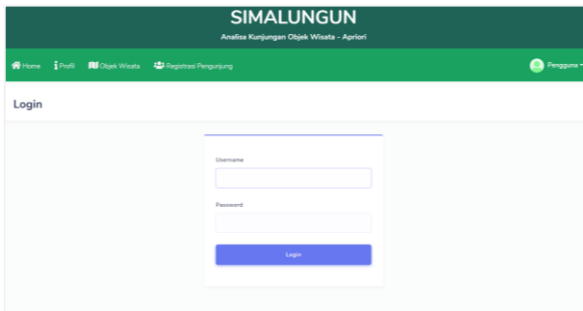 SIMALUNGUN
Analisa Kunjungan Objek Wisata - Apriori
Home Profil Objek Wisata Registrasi Pengunjung Pengguna
Login
Username
Password
Login